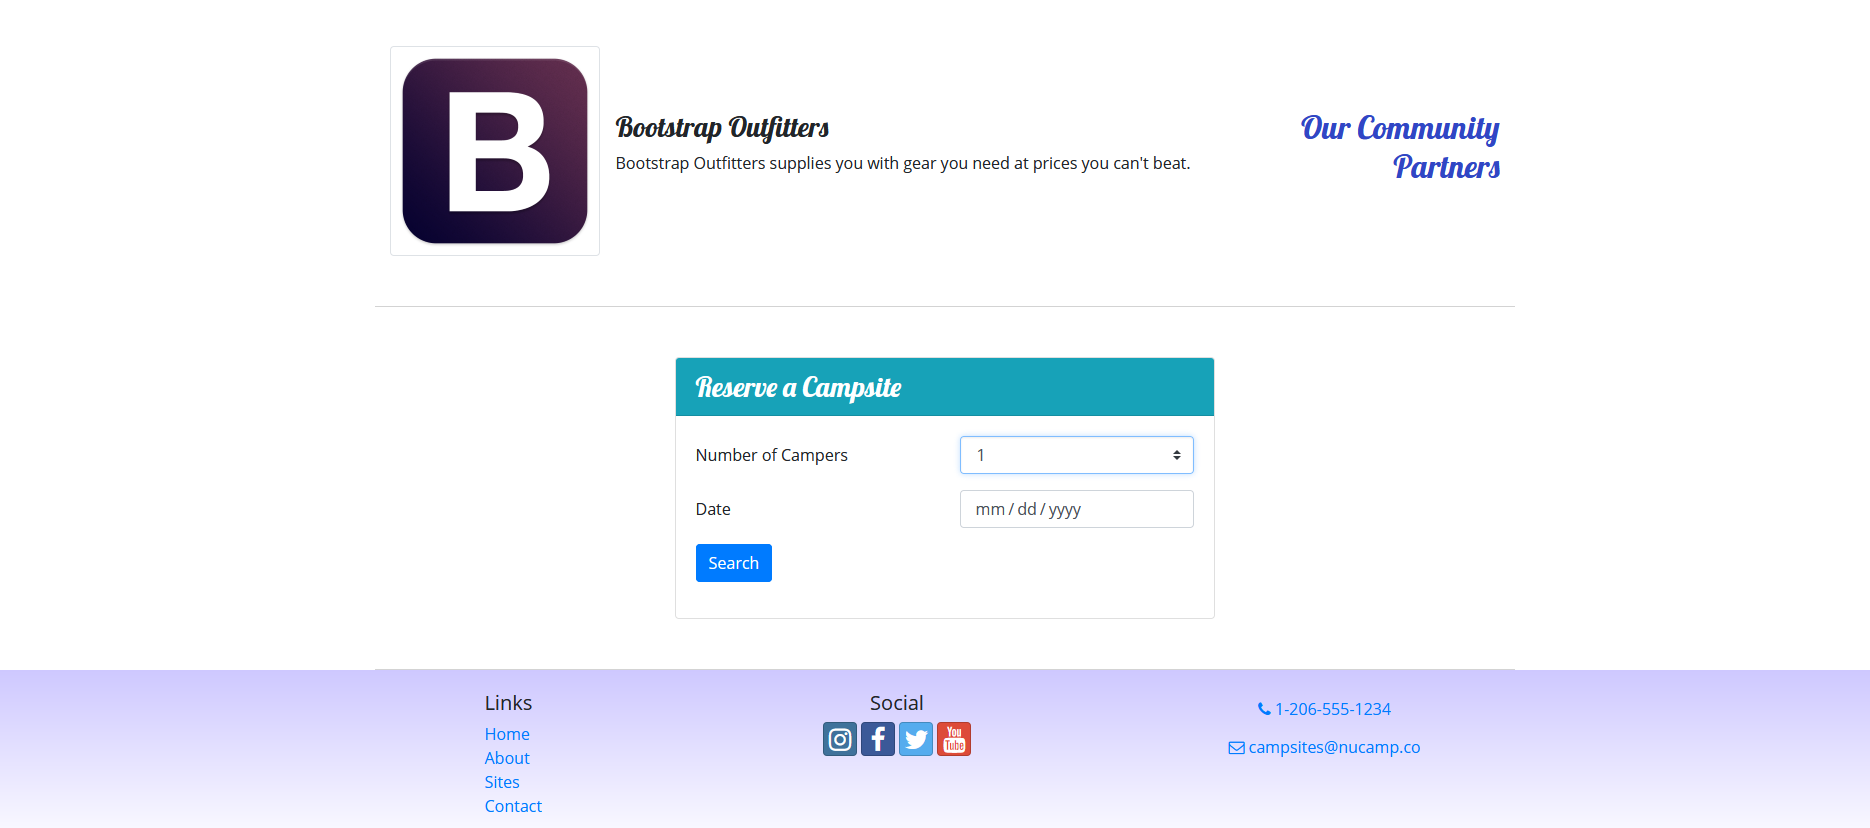 B
Bootstrap Outfitters
Bootstrap Outfitters supplies you with gear you need at prices you can't beat.
Our Community
Partners
Reserve a Campsite
Number of Campers
1
Date
mm / dd / yyyy
Search
Links
Home
About
Sites
Contact
Social
f
You
Tube
1-206-555-1234
campsites@nucamp.co